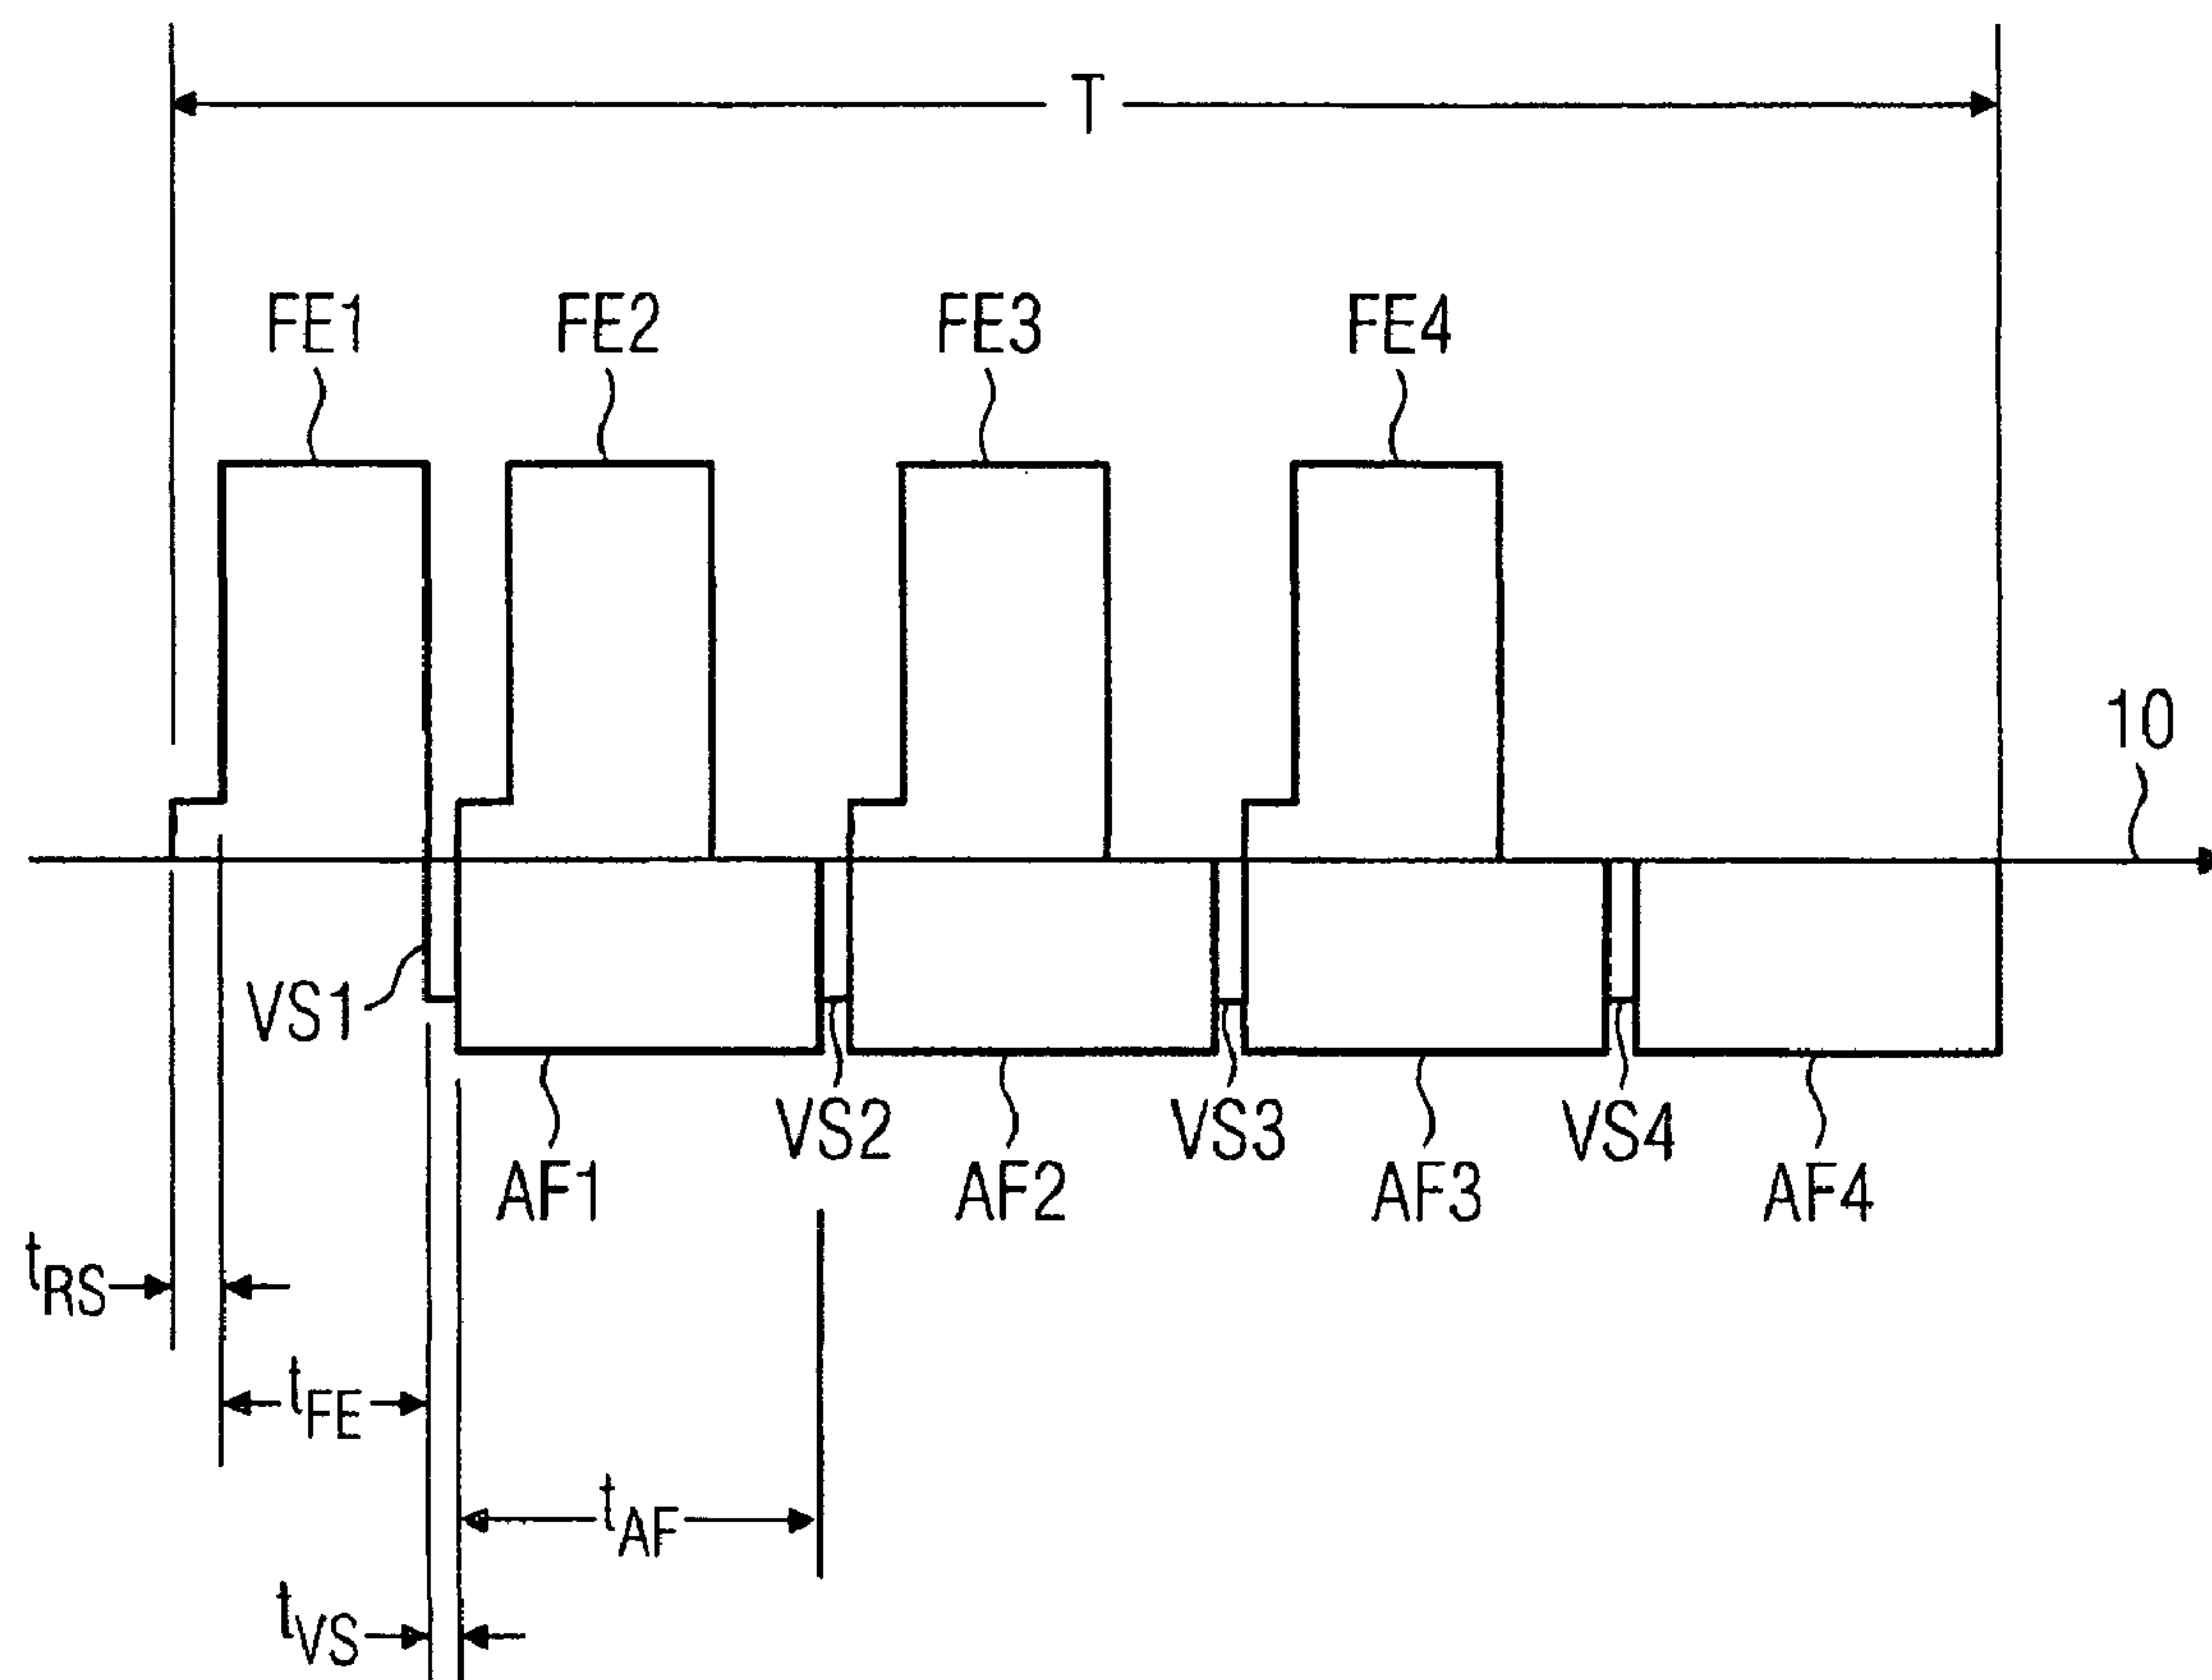 T
FE1 FE2 FE3 FE4
10
VS1
VS2 VS3 VS4
AF1 AF2 AF3 AF4
tRS
tFE
tAF
tVS